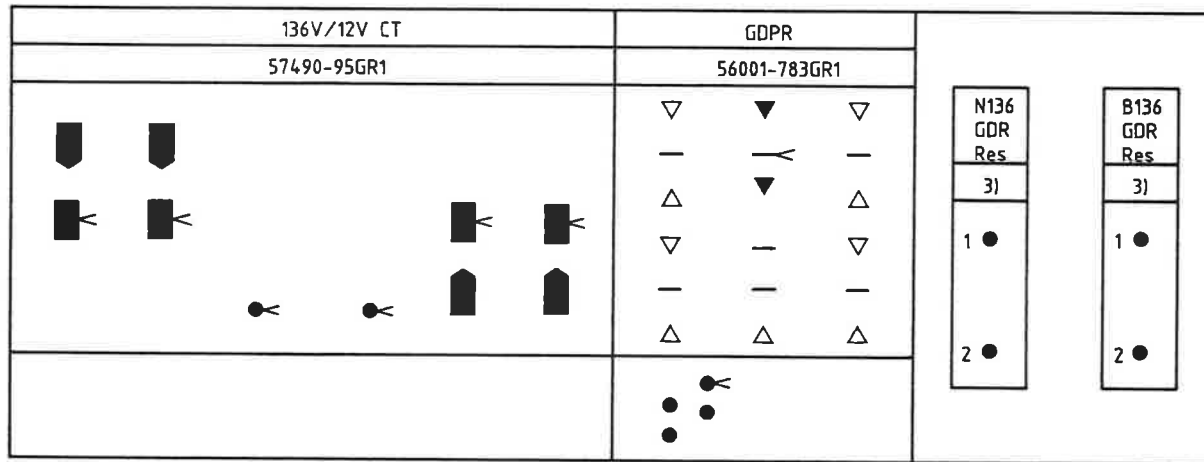 136V/12V CT
GDPR
57490-95GR1
56001-783GR1
N136
GDR
Res
3)
1
2
B136
GDR
Res
3)
1
2